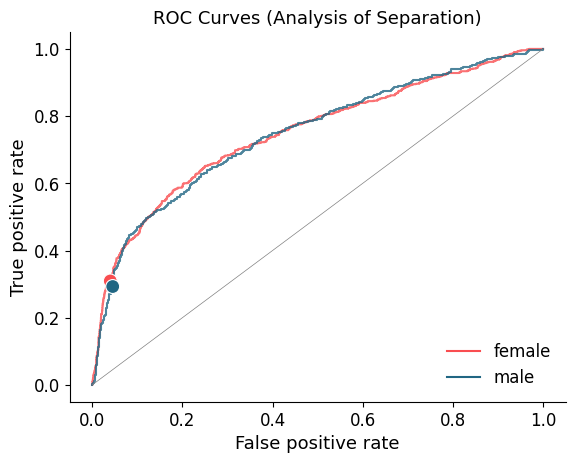 ROC Curves (Analysis of Separation)
True positive rate
1.0
0.8
0.6
0.4
0.2
0.0
0.0 0.2 0.4 0.6 0.8 1.0
False positive rate
female
male